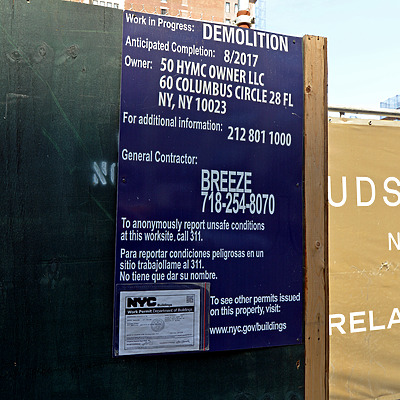 Work in Progress: DEMOLITION
Anticipated Completion: 8/2017
Owner: 50 HYMC OWNER LLC
60 COLUMBUS CIRCLE 28 FL
NY, NY 10023
For additional information: 212 801 1000
General Contractor:
BREEZE
718-254-8070
To anonymously report unsafe conditions
at this worksite, call 311.
Para reportar condiciones peligrosas en un
sitio trabajollame al 311.
No tiene que dar su nombre.
NYC Buildings
Work Permit Department of Buildings
To see other permits issued
on this property, visit:
www.nyc.gov/buildings
NO
UDS
N
RELA